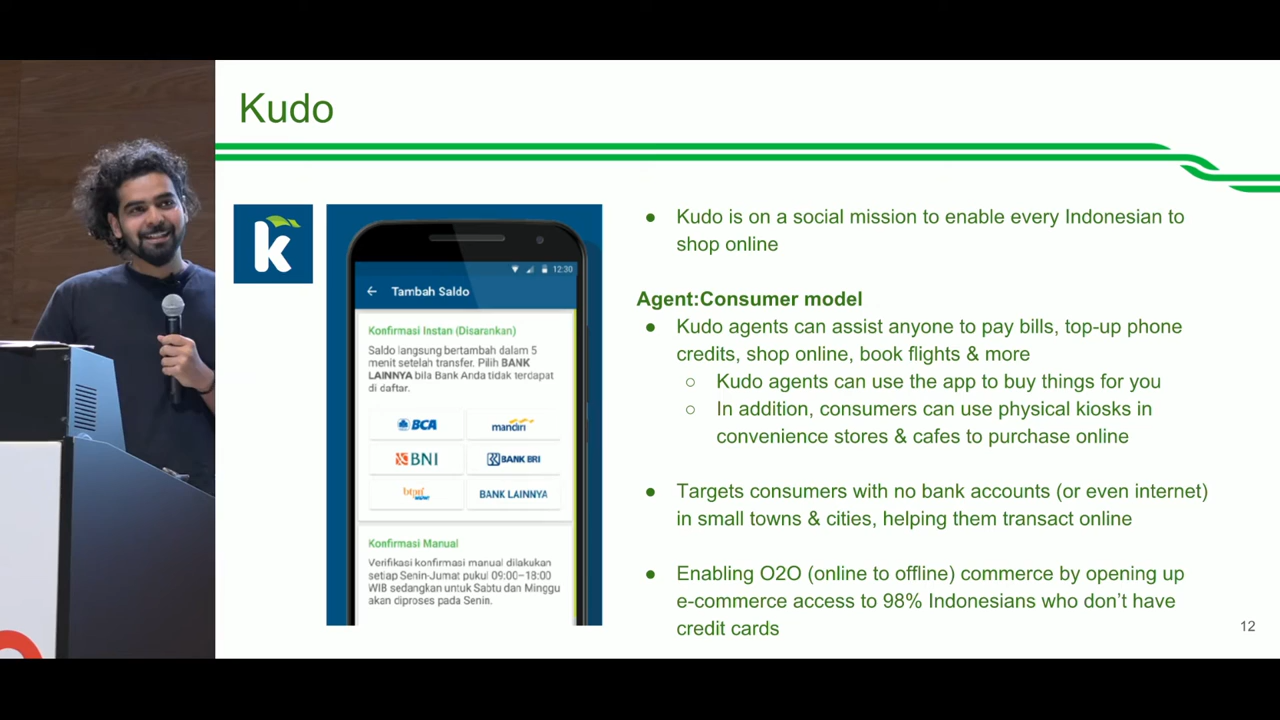 Kudo
k
12:30
Tambah Saldo
Konfirmasi Instan (Disarankan)
Saldo langsung bertambah dalam 5
menit setelah transfer. Pilih BANK
LAINNYA bila Bank Anda tidak terdapat
di daftar.
BCA
mandiri
BNI
BANK BRI
btpn
BANK LAINNYA
Konfirmasi Manual
Verifikasi konfirmasi manual dilakukan
setiap Senin-Jumat pukul 09:00–18:00
WIB sedangkan untuk Sabtu dan Minggu
akan diproses pada Senin.
● Kudo is on a social mission to enable every Indonesian to
shop online
Agent:Consumer model
● Kudo agents can assist anyone to pay bills, top-up phone
credits, shop online, book flights & more
○ Kudo agents can use the app to buy things for you
○ In addition, consumers can use physical kiosks in
convenience stores & cafes to purchase online
● Targets consumers with no bank accounts (or even internet)
in small towns & cities, helping them transact online
● Enabling O2O (online to offline) commerce by opening up
e-commerce access to 98% Indonesians who don’t have
credit cards
12